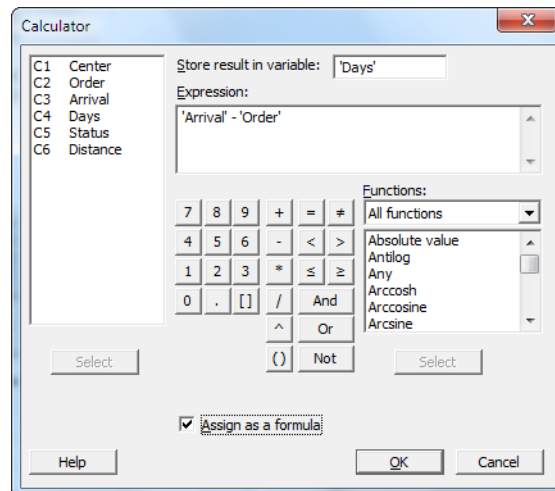 Calculator
x
C1 Center
C2 Order
C3 Arrival
C4 Days
C5 Status
C6 Distance
Select
Store result in variable: 'Days'
Expression:
'Arrival' - 'Order'
Functions:
All functions
7 8 9 + = ≠
4 5 6 - < >
1 2 3 * ≤ ≥
0 . [] / And
^ Or
() Not
Absolute value
Antilog
Any
Arccosh
Arccosine
Arcsine
Select
Assign as a formula
Help
OK
Cancel